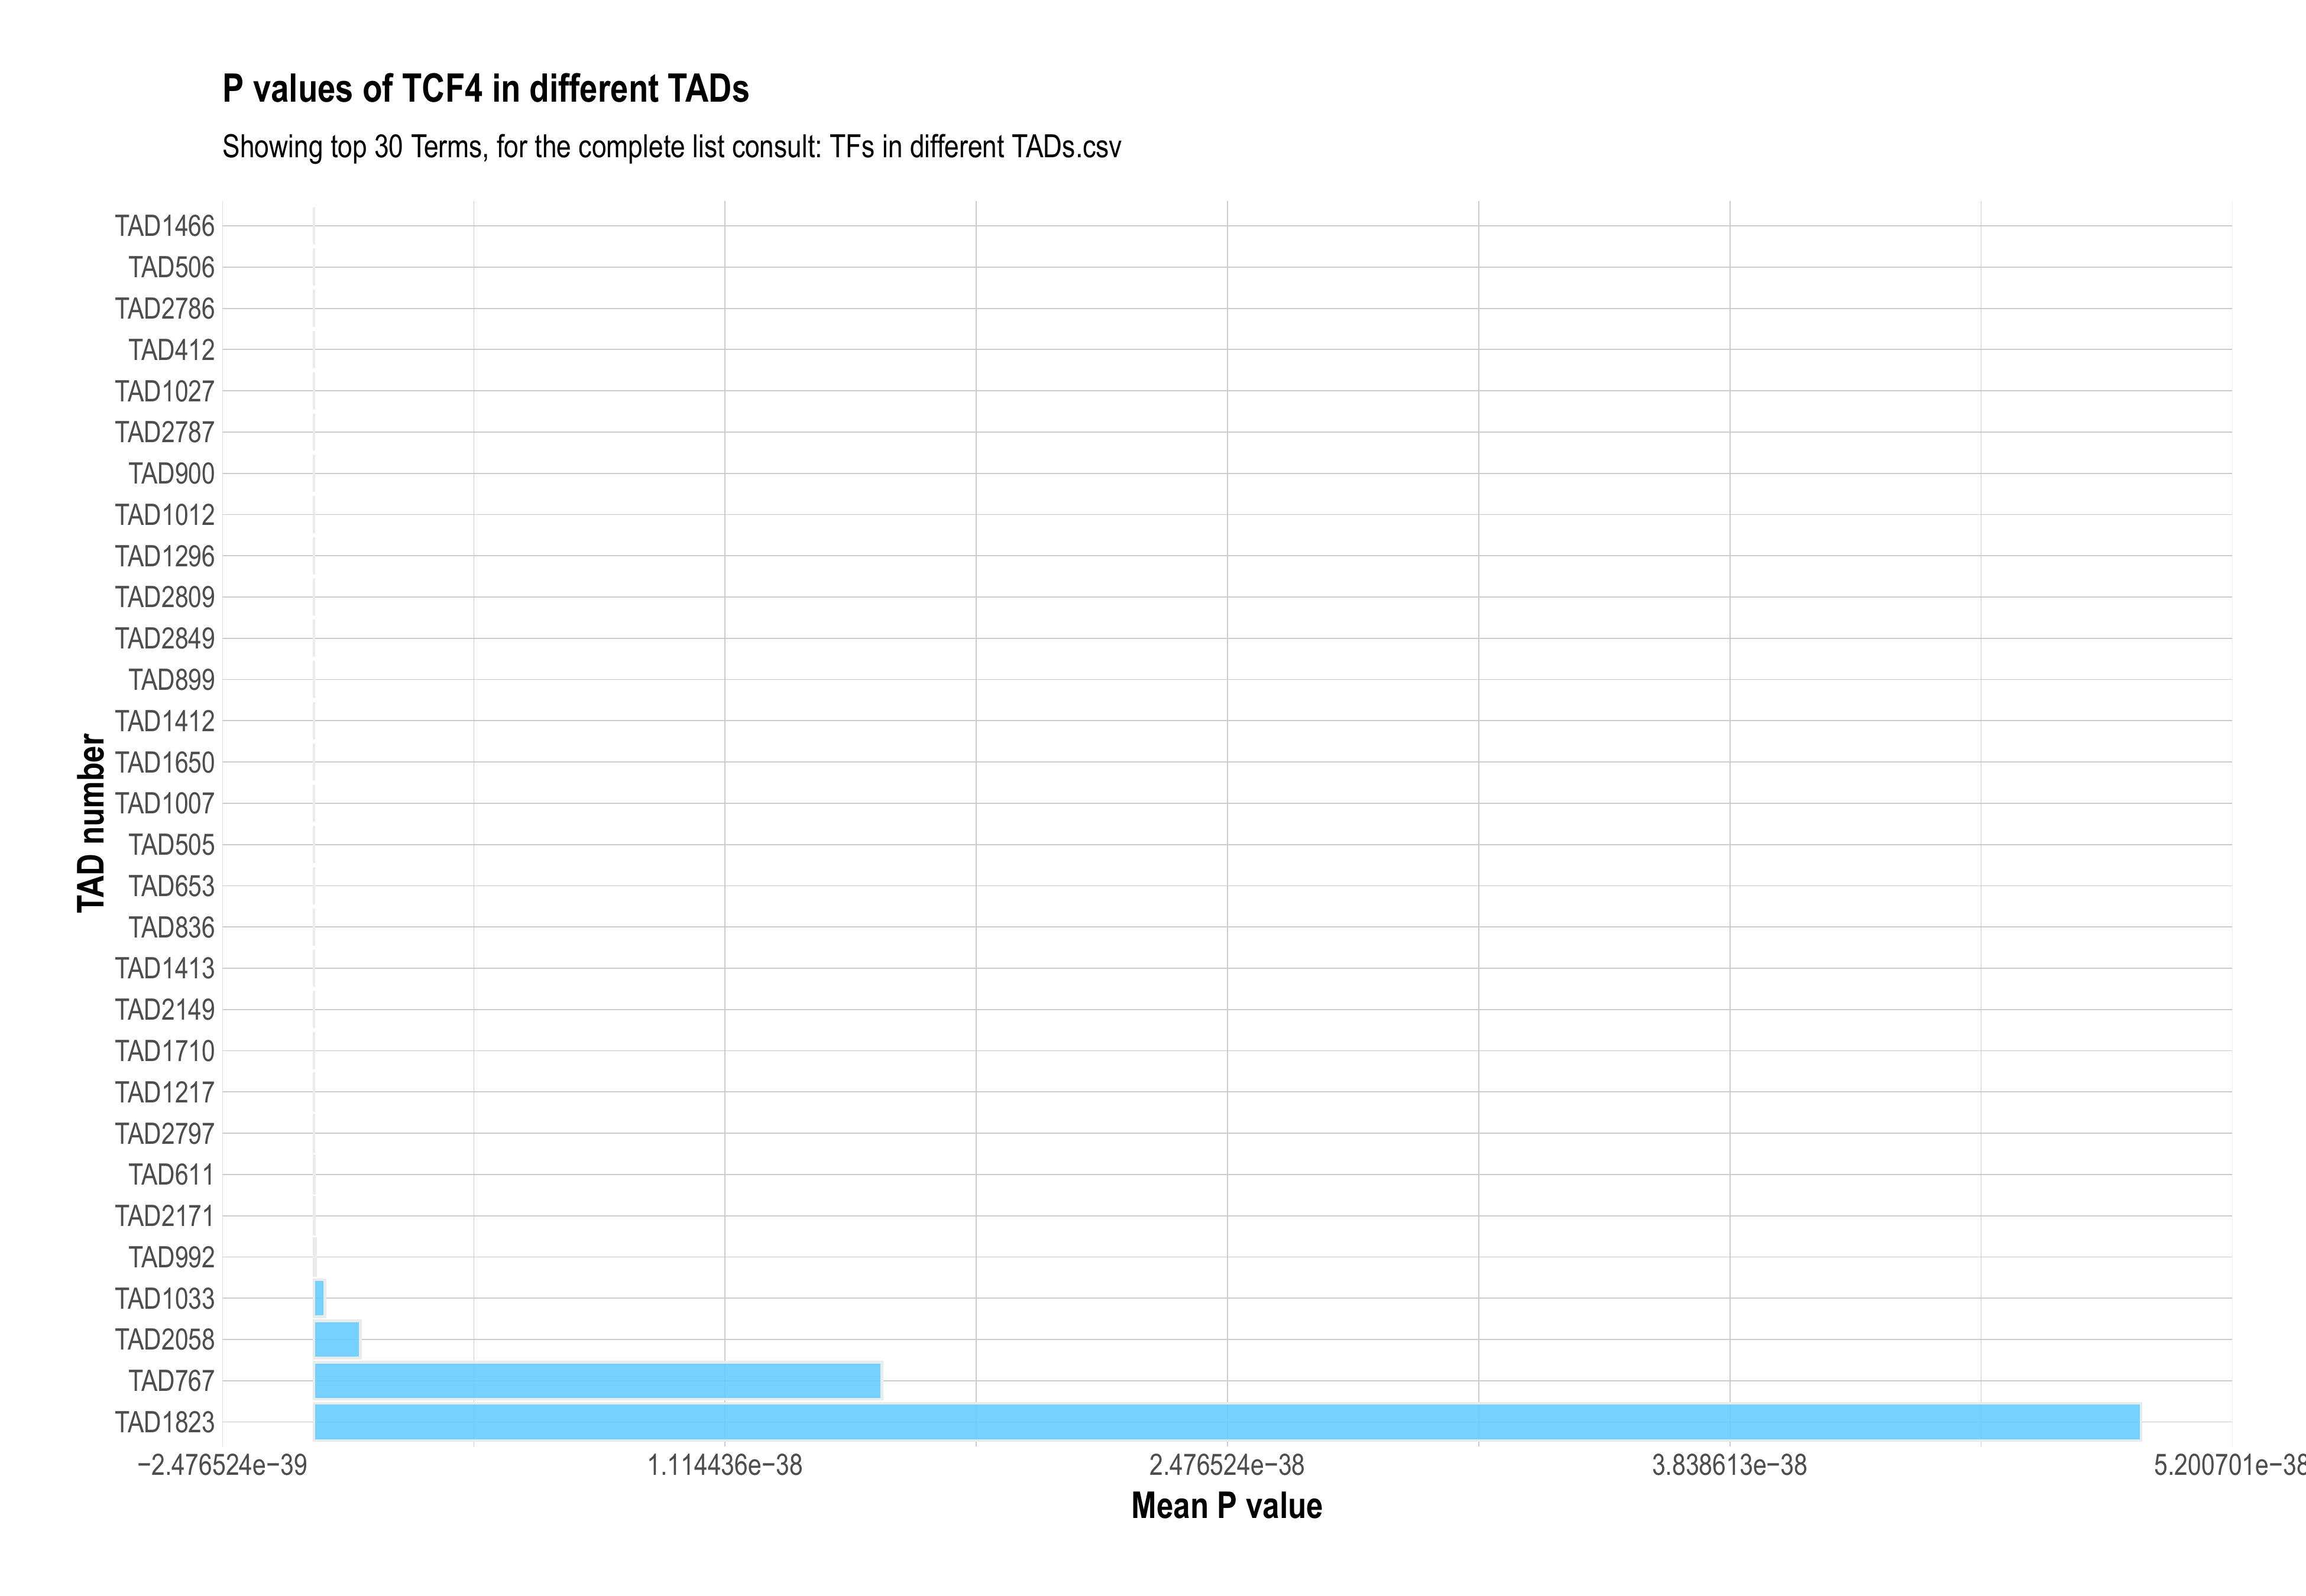 P values of TCF4 in different TADs
Showing top 30 Terms, for the complete list consult: TFs in different TADs.csv
TAD number
TAD1466
TAD506
TAD2786
TAD412
TAD1027
TAD2787
TAD900
TAD1012
TAD1296
TAD2809
TAD2849
TAD899
TAD1412
TAD1650
TAD1007
TAD505
TAD653
TAD836
TAD1413
TAD2149
TAD1710
TAD1217
TAD2797
TAD611
TAD2171
TAD992
TAD1033
TAD2058
TAD767
TAD1823
−2.476524e−39 1.114436e−38 2.476524e−38 3.838613e−38 5.200701e−38
Mean P value